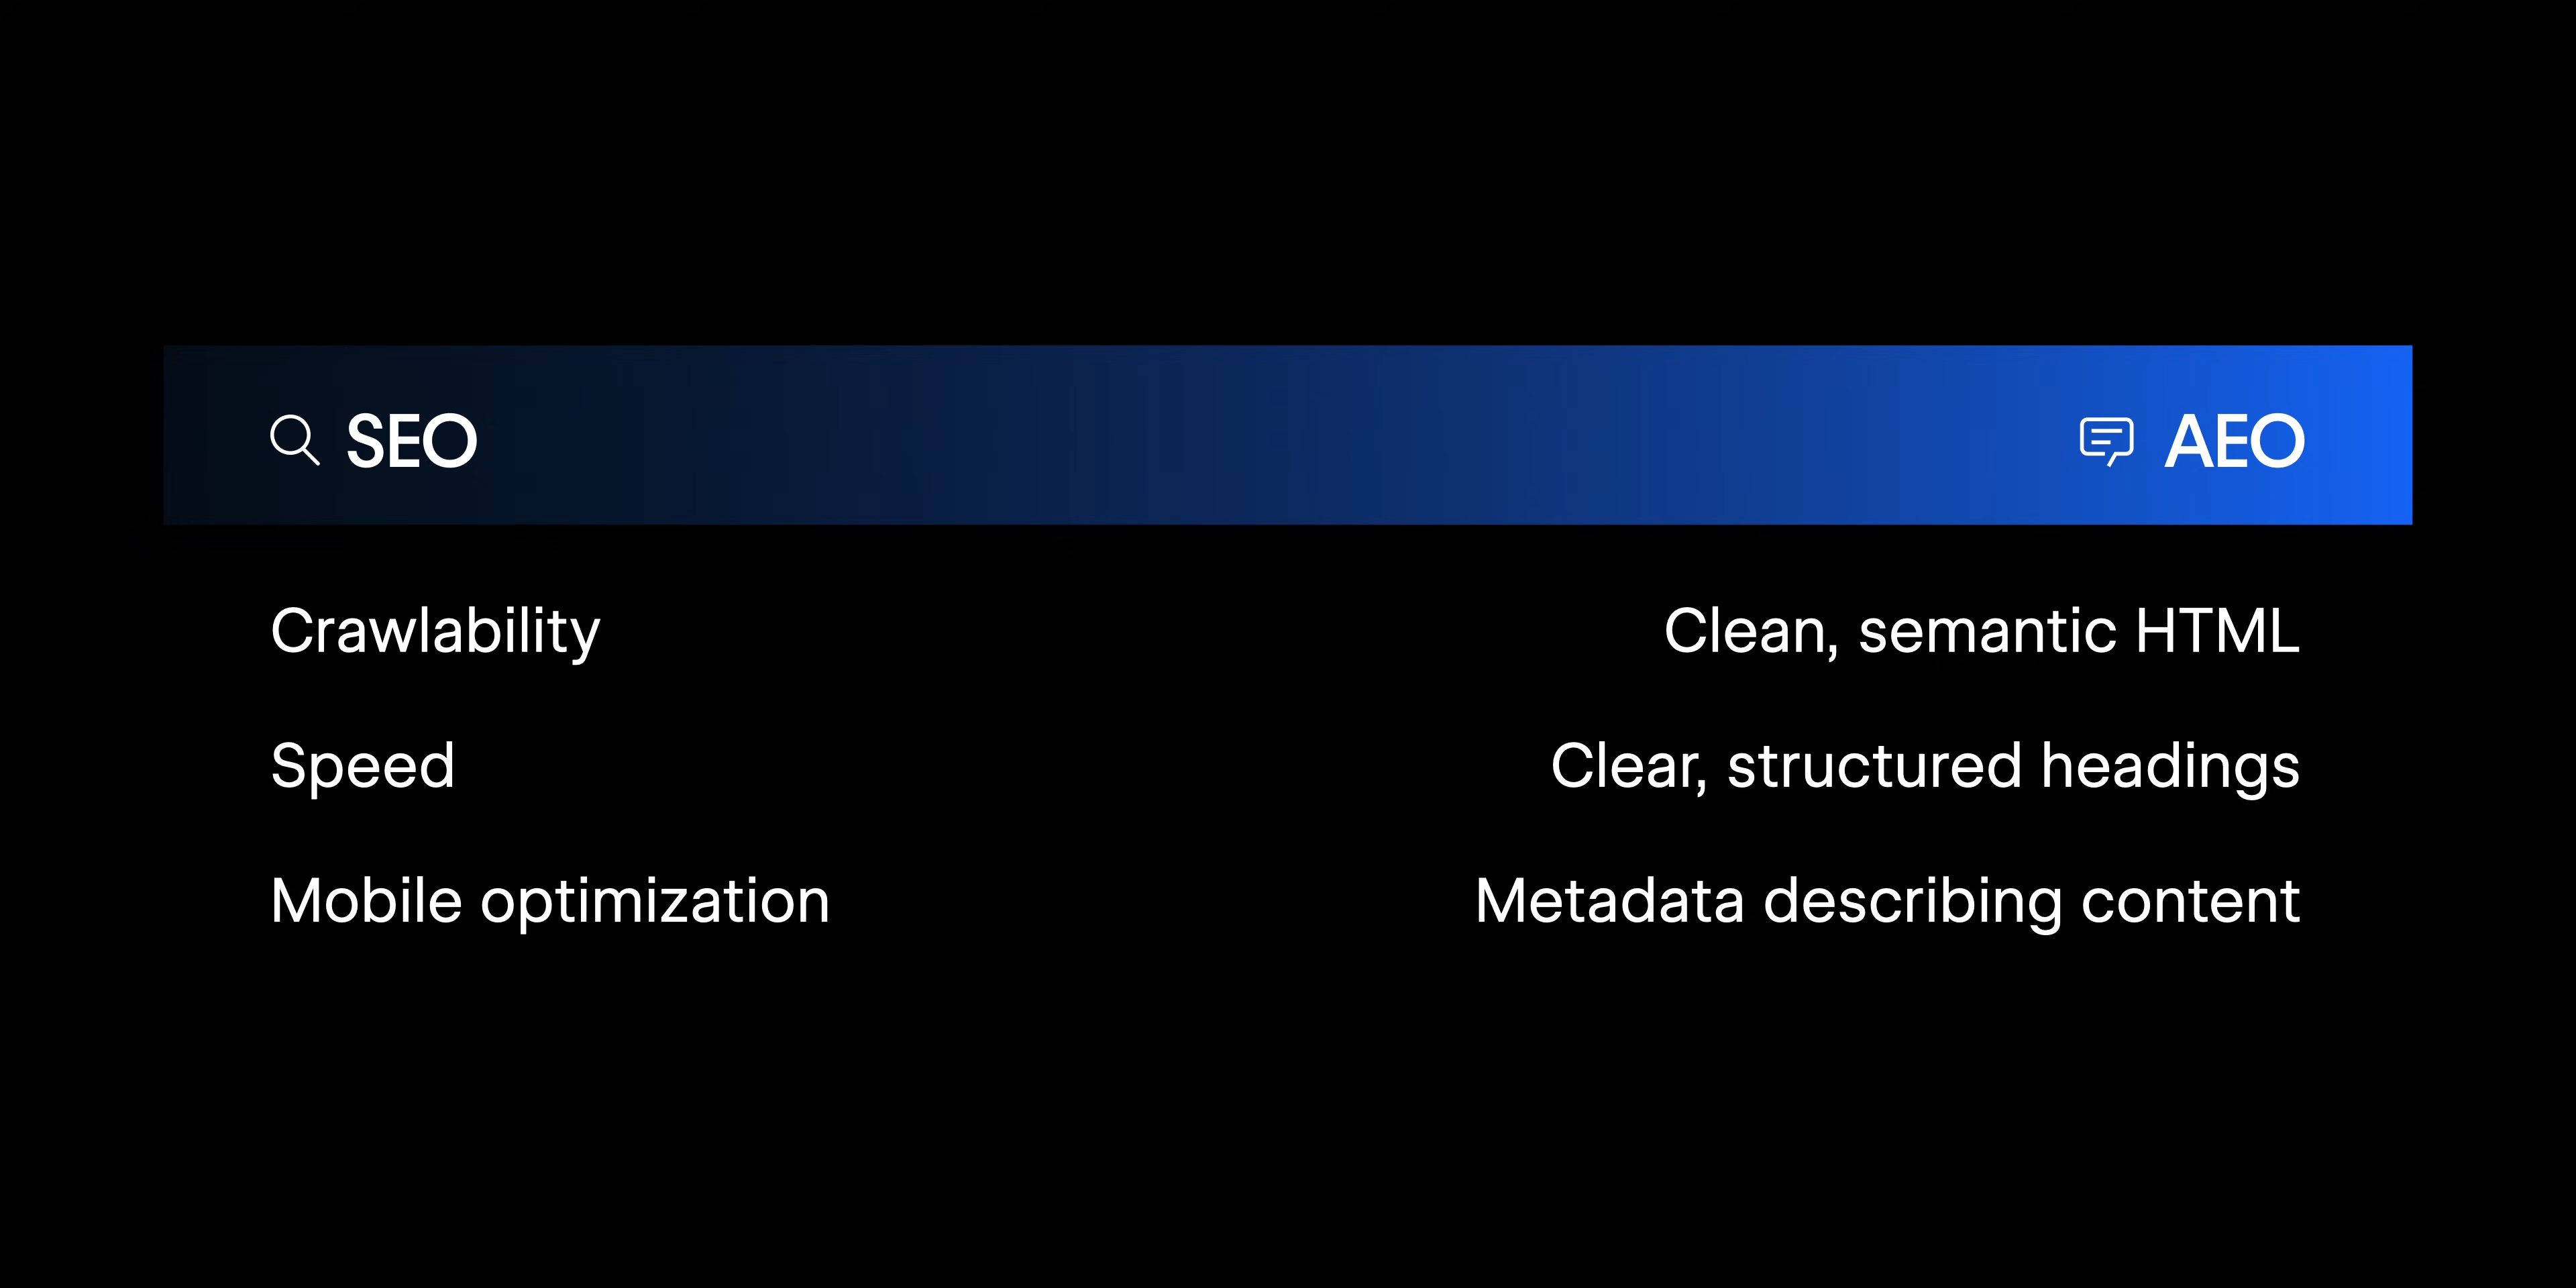 SEO
AEO
Crawlability
Clean, semantic HTML
Speed
Clear, structured headings
Mobile optimization
Metadata describing content